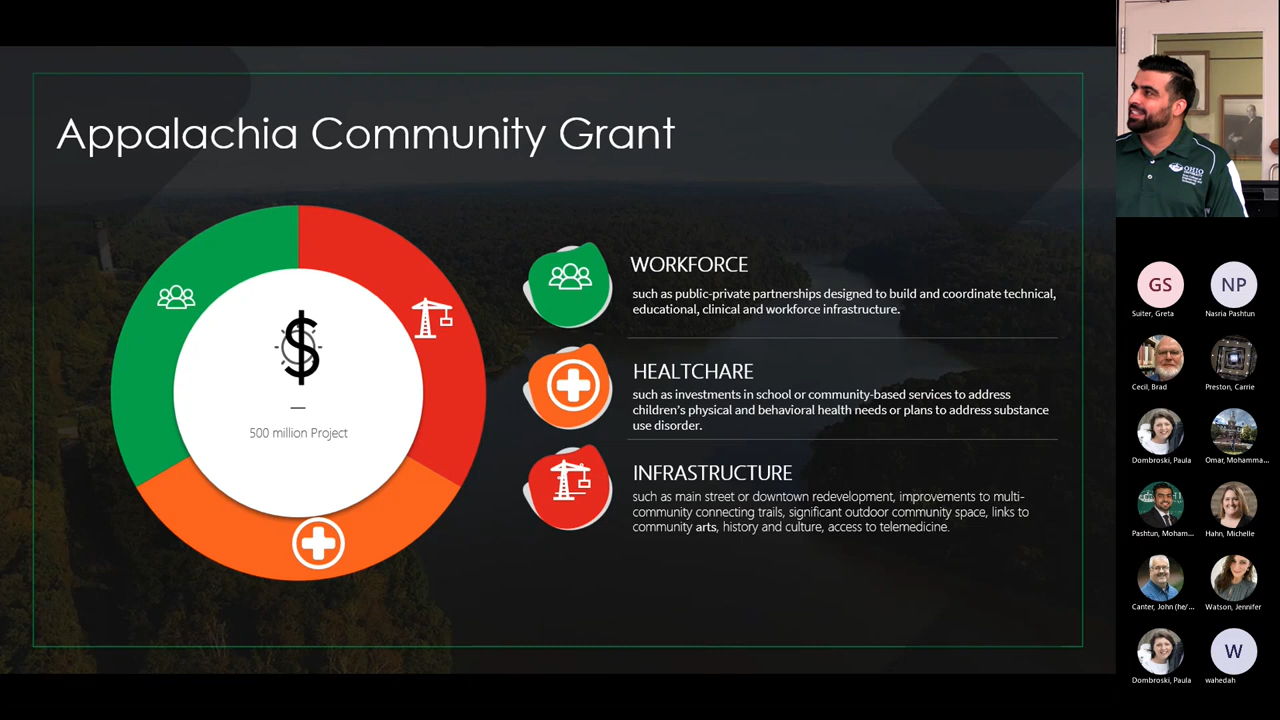 Appalachia Community Grant
$
500 million Project
WORKFORCE
such as public-private partnerships designed to build and coordinate technical,
educational, clinical and workforce infrastructure.
HEALTCHARE
such as investments in school or community-based services to address
children's physical and behavioral health needs or plans to address substance
use disorder.
INFRASTRUCTURE
such as main street or downtown redevelopment, improvements to multi-
community connecting trails, significant outdoor community space, links to
community arts, history and culture, access to telemedicine.
OHIO
GS
NP
Suiter, Greta
Nasria Pashtun
Cecil, Brad
Preston, Carrie
Dombroski, Paula
Omar, Mohamma...
Pashtun, Moham...
Hahn, Michelle
Canter, John (he/...
Watson, Jennifer
W
Dombroski, Paula
wahedah